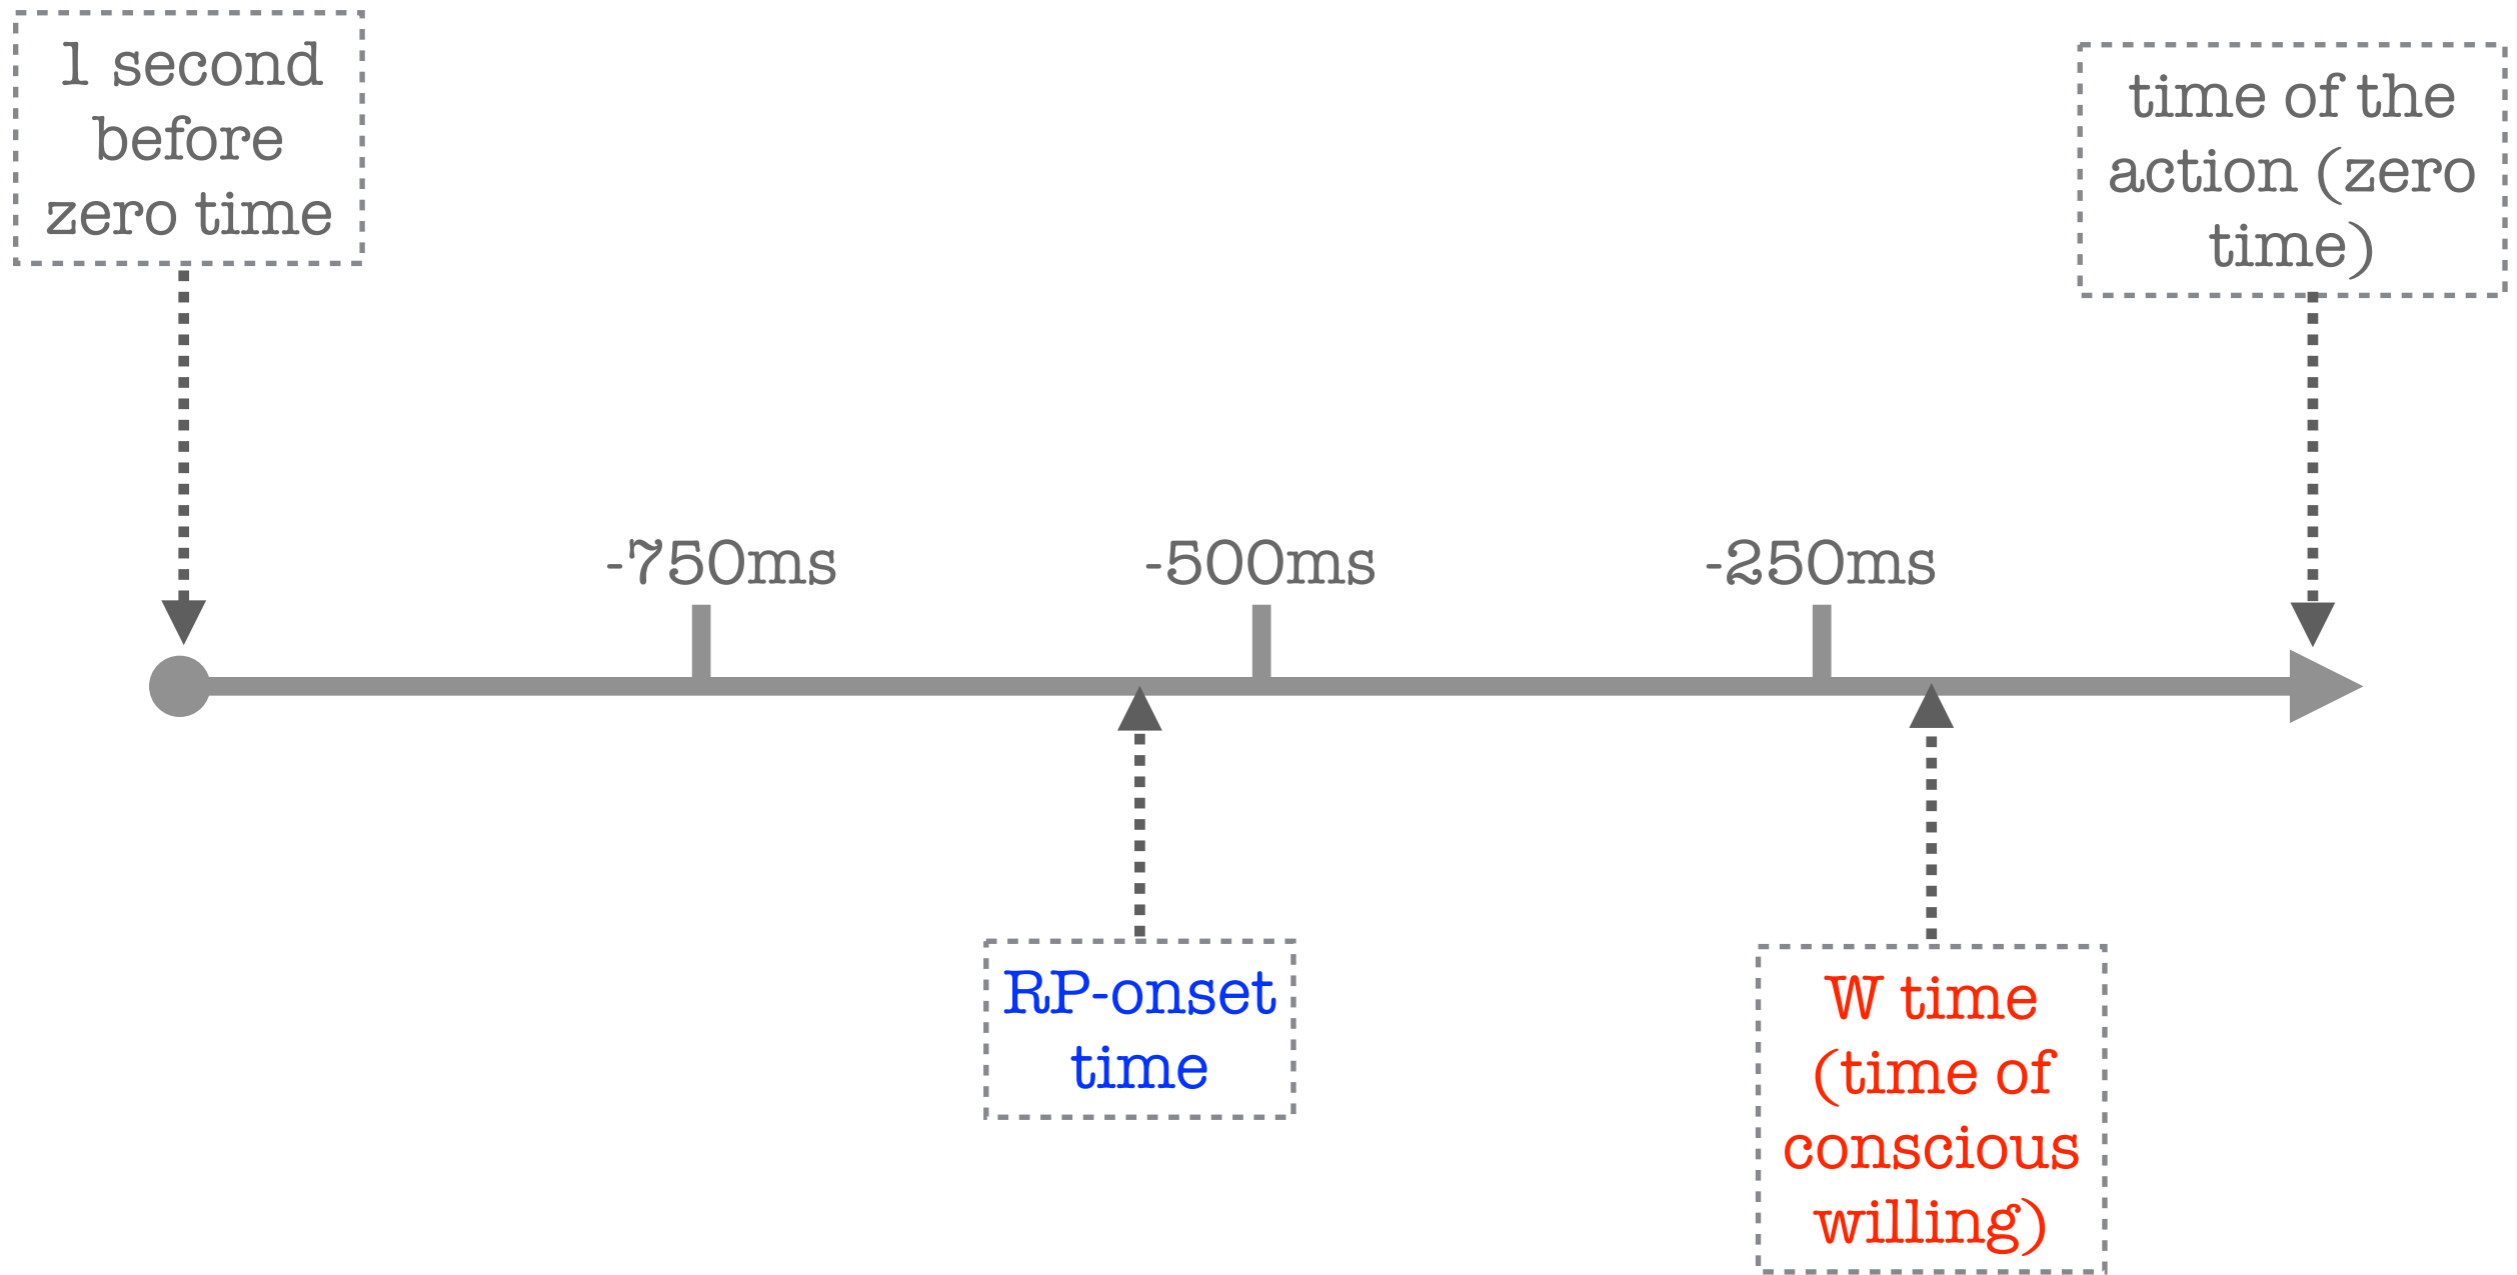 1 second
before
zero time
time of the
action (zero
time)
-750ms
-500ms
-250ms
RP-onset
time
W time
(time of
conscious
willing)